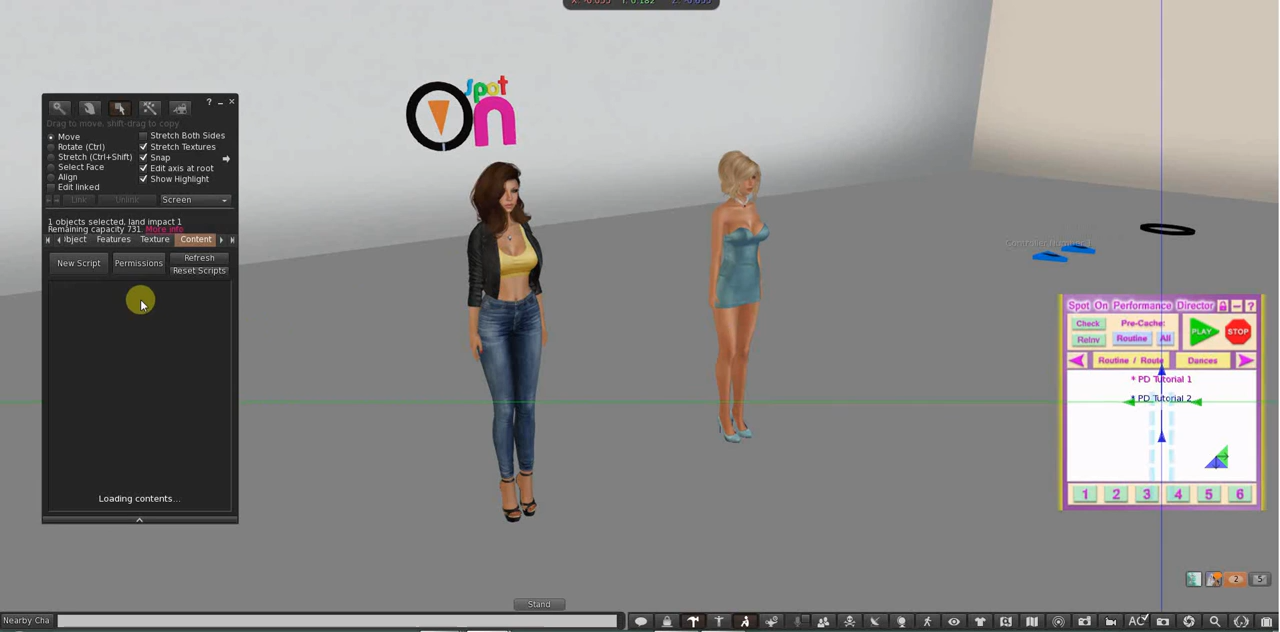 spot
On
Drag to move, shift-drag to copy
Move
Rotate (Ctrl)
Stretch (Ctrl+Shift)
Select Face
Align
Edit linked
Stretch Both Sides
Stretch Textures
Snap
Edit axis at root
Show Highlight
Link
Unlink
Screen
1 objects selected, land impact 1
Remaining capacity 731. More info
bject
Features
Texture
Content
New Script
Permissions
Refresh
Reset Scripts
Loading contents...
Spot On Performance Director
?
Check
Pre-Cache:
PLAY
STOP
ReInv
Routine
All
Routine / Route
Dances
* PD Tutorial 1
* PD Tutorial 2
1 2 3 4 5 6
2
5
Stand
Nearby Cha
AC